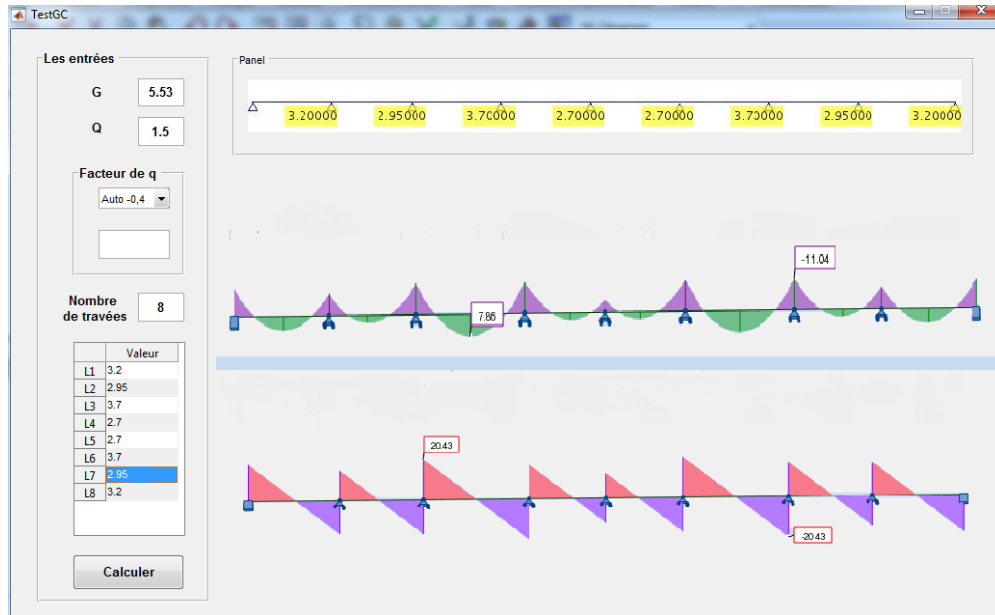 TestGC
Les entrées
G 5.53
Q 1.5
Facteur de q
Auto -0,4
Nombre
de travées 8
Valeur
L1 3.2
L2 2.95
L3 3.7
L4 2.7
L5 2.7
L6 3.7
L7 2.95
L8 3.2
Calculer
Panel
3.20000 2.95000 3.70000 2.70000 2.70000 3.70000 2.95000 3.20000
-11.04
7.86
20.43
-20.43